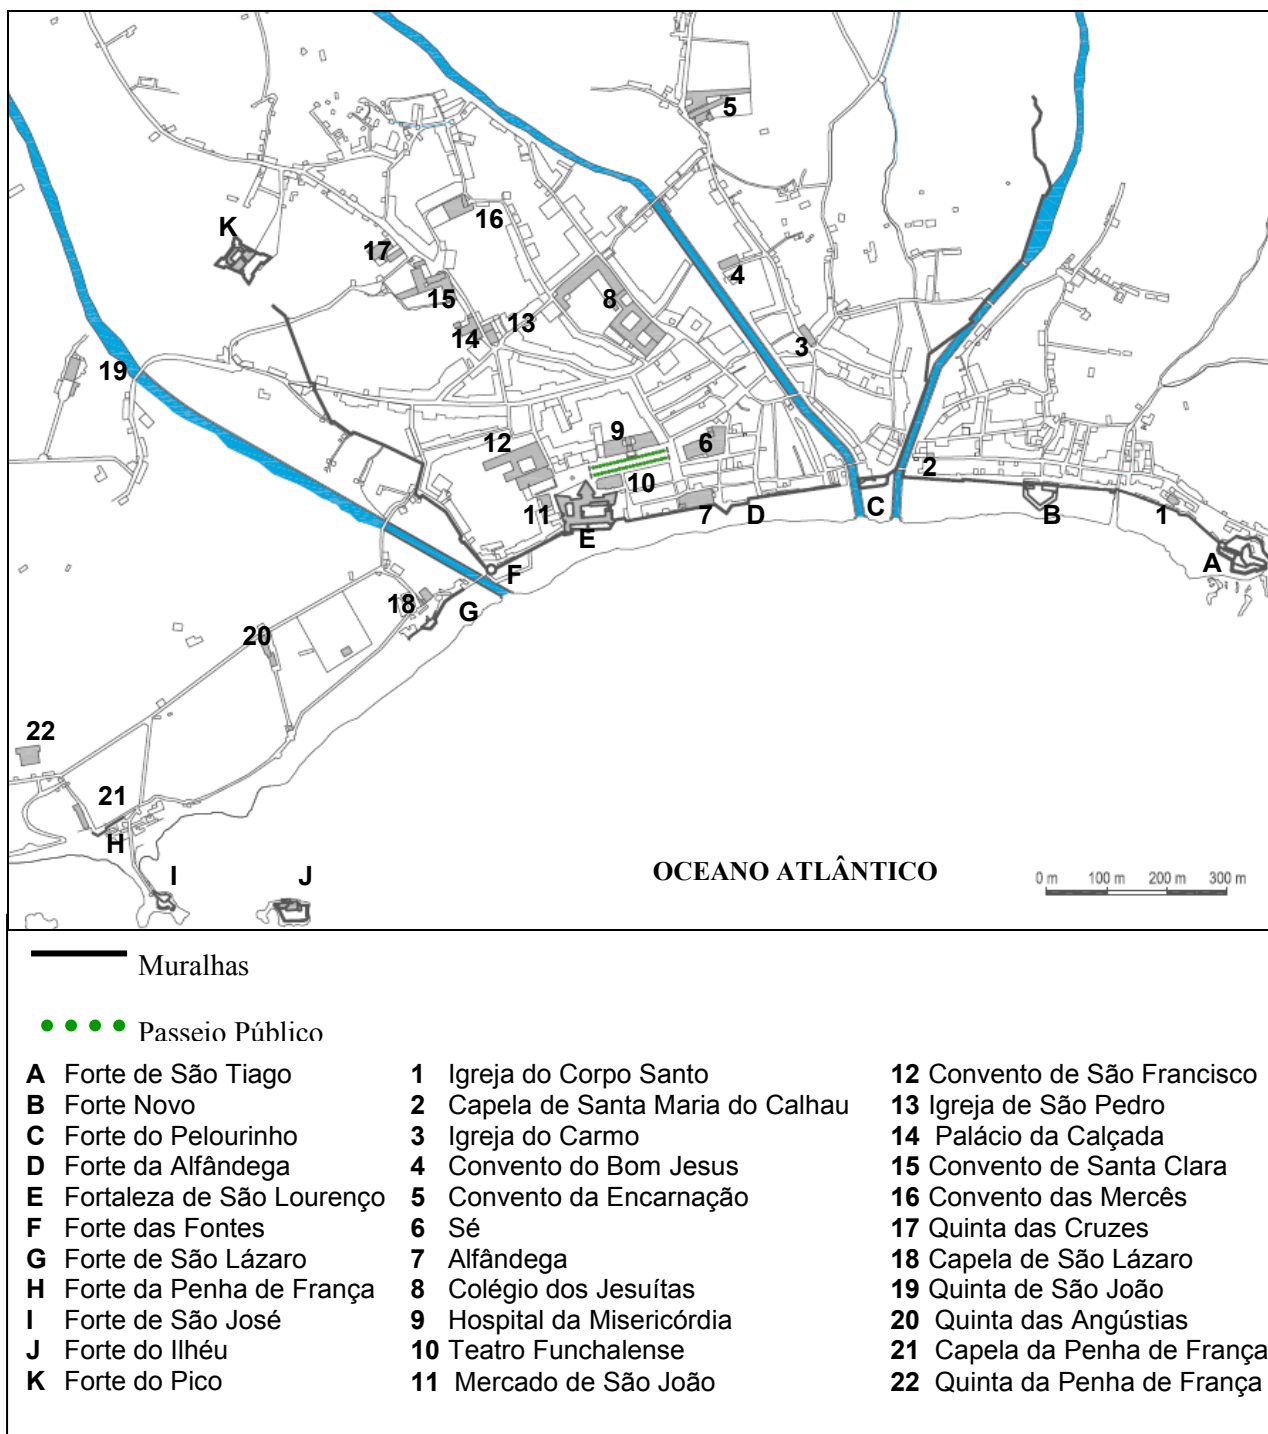 5
K
17
16
4
15
8
13
14
3
19
9
6
12
10
2
11
7
D
C
B
1
E
A
F
18
G
20
22
21
H
I
J
OCEANO ATLÂNTICO
0 m 100 m 200 m 300 m
Muralhas
Passeio Público
A Forte de São Tiago
B Forte Novo
C Forte do Pelourinho
D Forte da Alfândega
E Fortaleza de São Lourenço
F Forte das Fontes
G Forte de São Lázaro
H Forte da Penha de França
I Forte de São José
J Forte do Ilhéu
K Forte do Pico
1 Igreja do Corpo Santo
2 Capela de Santa Maria do Calhau
3 Igreja do Carmo
4 Convento do Bom Jesus
5 Convento da Encarnação
6 Sé
7 Alfândega
8 Colégio dos Jesuítas
9 Hospital da Misericórdia
10 Teatro Funchalense
11 Mercado de São João
12 Convento de São Francisco
13 Igreja de São Pedro
14 Palácio da Calçada
15 Convento de Santa Clara
16 Convento das Mercês
17 Quinta das Cruzes
18 Capela de São Lázaro
19 Quinta de São João
20 Quinta das Angústias
21 Capela da Penha de França
22 Quinta da Penha de França